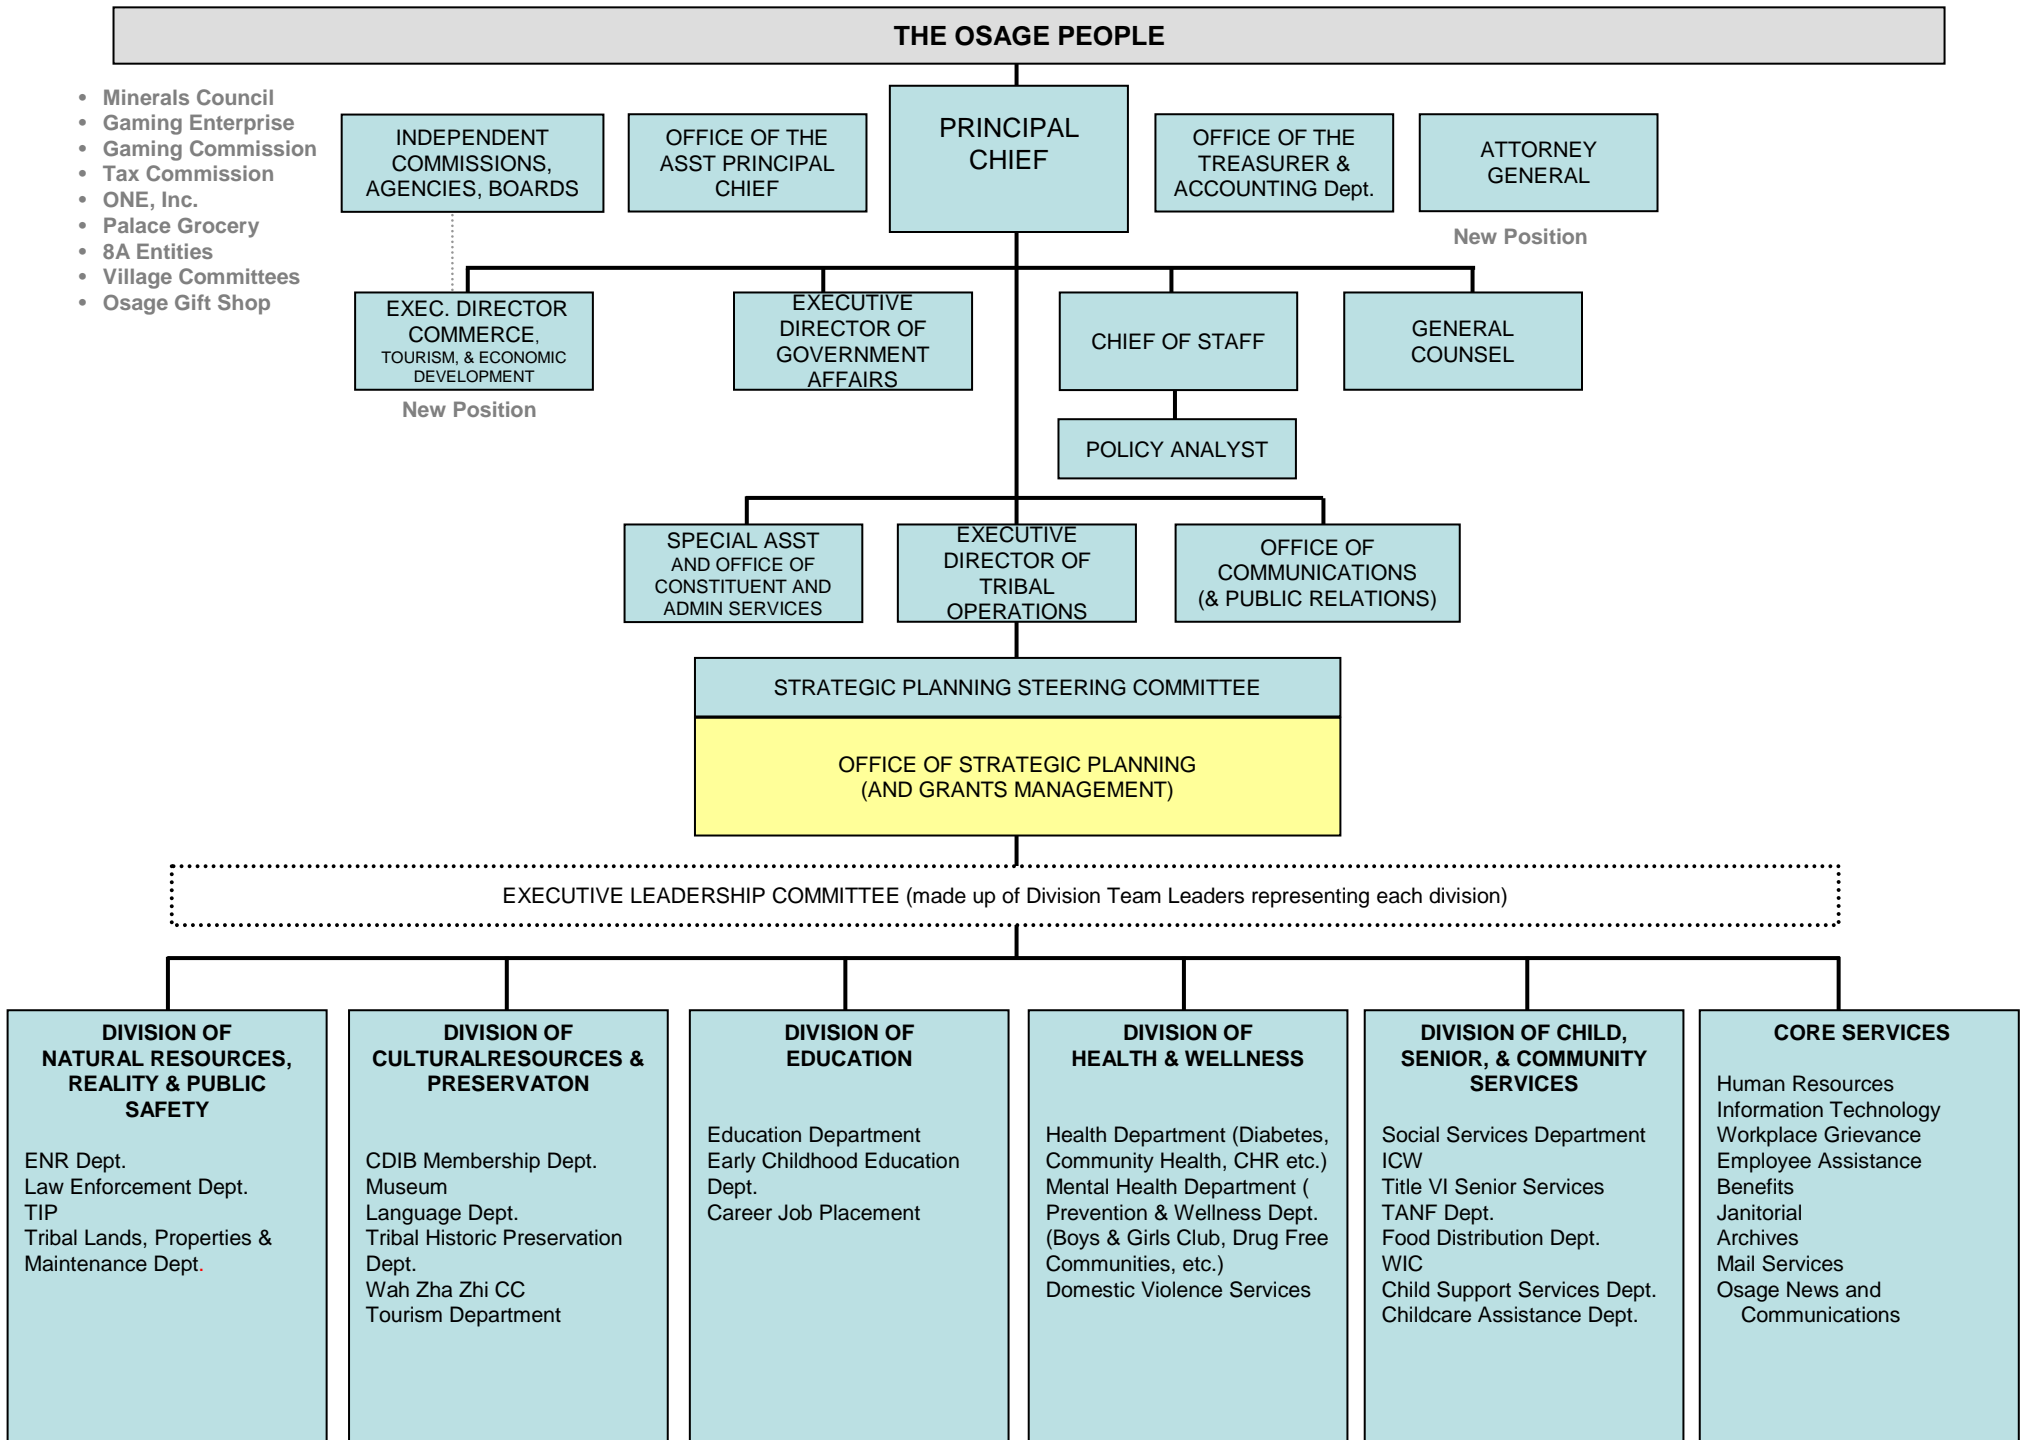 THE OSAGE PEOPLE
• Minerals Council
• Gaming Enterprise
• Gaming Commission
• Tax Commission
• ONE, Inc.
• Palace Grocery
• 8A Entities
• Village Committees
• Osage Gift Shop
INDEPENDENT
COMMISSIONS,
AGENCIES, BOARDS
OFFICE OF THE
ASST PRINCIPAL
CHIEF
PRINCIPAL
CHIEF
OFFICE OF THE
TREASURER &
ACCOUNTING Dept.
ATTORNEY
GENERAL
New Position
EXEC. DIRECTOR
COMMERCE,
TOURISM, & ECONOMIC
DEVELOPMENT
New Position
EXECUTIVE
DIRECTOR OF
GOVERNMENT
AFFAIRS
CHIEF OF STAFF
GENERAL
COUNSEL
POLICY ANALYST
SPECIAL ASST
AND OFFICE OF
CONSTITUENT AND
ADMIN SERVICES
EXECUTIVE
DIRECTOR OF
TRIBAL
OPERATIONS
OFFICE OF
COMMUNICATIONS
(& PUBLIC RELATIONS)
STRATEGIC PLANNING STEERING COMMITTEE
OFFICE OF STRATEGIC PLANNING
(AND GRANTS MANAGEMENT)
EXECUTIVE LEADERSHIP COMMITTEE (made up of Division Team Leaders representing each division)
DIVISION OF
NATURAL RESOURCES,
REALITY & PUBLIC
SAFETY
ENR Dept.
Law Enforcement Dept.
TIP
Tribal Lands, Properties &
Maintenance Dept.
DIVISION OF
CULTURALRESOURCES &
PRESERVATON
CDIB Membership Dept.
Museum
Language Dept.
Tribal Historic Preservation
Dept.
Wah Zha Zhi CC
Tourism Department
DIVISION OF
EDUCATION
Education Department
Early Childhood Education
Dept.
Career Job Placement
DIVISION OF
HEALTH & WELLNESS
Health Department (Diabetes,
Community Health, CHR etc.)
Mental Health Department (
Prevention & Wellness Dept.
(Boys & Girls Club, Drug Free
Communities, etc.)
Domestic Violence Services
DIVISION OF CHILD,
SENIOR, & COMMUNITY
SERVICES
Social Services Department
ICW
Title VI Senior Services
TANF Dept.
Food Distribution Dept.
WIC
Child Support Services Dept.
Childcare Assistance Dept.
CORE SERVICES
Human Resources
Information Technology
Workplace Grievance
Employee Assistance
Benefits
Janitorial
Archives
Mail Services
Osage News and
Communications